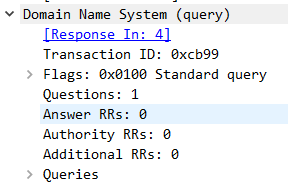 Domain Name System (query)
[Response In: 4]
Transaction ID: 0xcb99
Flags: 0x0100 Standard query
Questions: 1
Answer RRs: 0
Authority RRs: 0
Additional RRs: 0
Queries